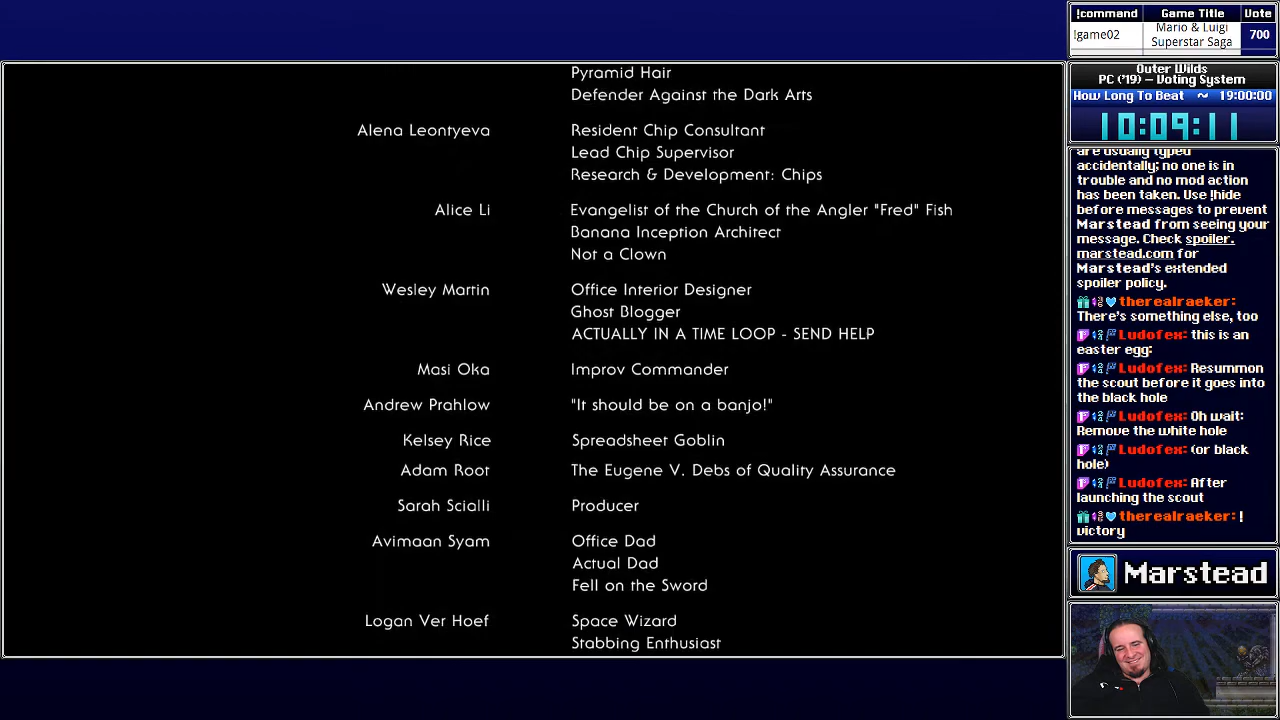 Pyramid Hair
Defender Against the Dark Arts
Alena Leontyeva Resident Chip Consultant
Lead Chip Supervisor
Research & Development: Chips
Alice Li Evangelist of the Church of the Angler "Fred" Fish
Banana Inception Architect
Not a Clown
Wesley Martin Office Interior Designer
Ghost Blogger
ACTUALLY IN A TIME LOOP - SEND HELP
Masi Oka Improv Commander
Andrew Prahlow "It should be on a banjo!"
Kelsey Rice Spreadsheet Goblin
Adam Root The Eugene V. Debs of Quality Assurance
Sarah Scialli Producer
Avimaan Syam Office Dad
Actual Dad
Fell on the Sword
Logan Ver Hoef Space Wizard
Stabbing Enthusiast
!command Game Title Vote
!game02 Mario & Luigi 700
Superstar Saga
Outer Wilds
PC ('19) – Voting System
How Long To Beat ~ 19:00:00
10:09:11
are usually typed
accidentally; no one is in
trouble and no mod action
has been taken. Use !hide
before messages to prevent
Marstead from seeing your
message. Check spoiler.
marstead.com for
Marstead's extended
spoiler policy.
therealraeker:
There's something else, too
Ludofex: this is an
easter egg:
Ludofex: Resummon
the scout before it goes into
the black hole
Ludofex: Oh wait:
Remove the white hole
Ludofex: (or black
hole)
Ludofex: After
launching the scout
therealraeker: !
victory
Marstead